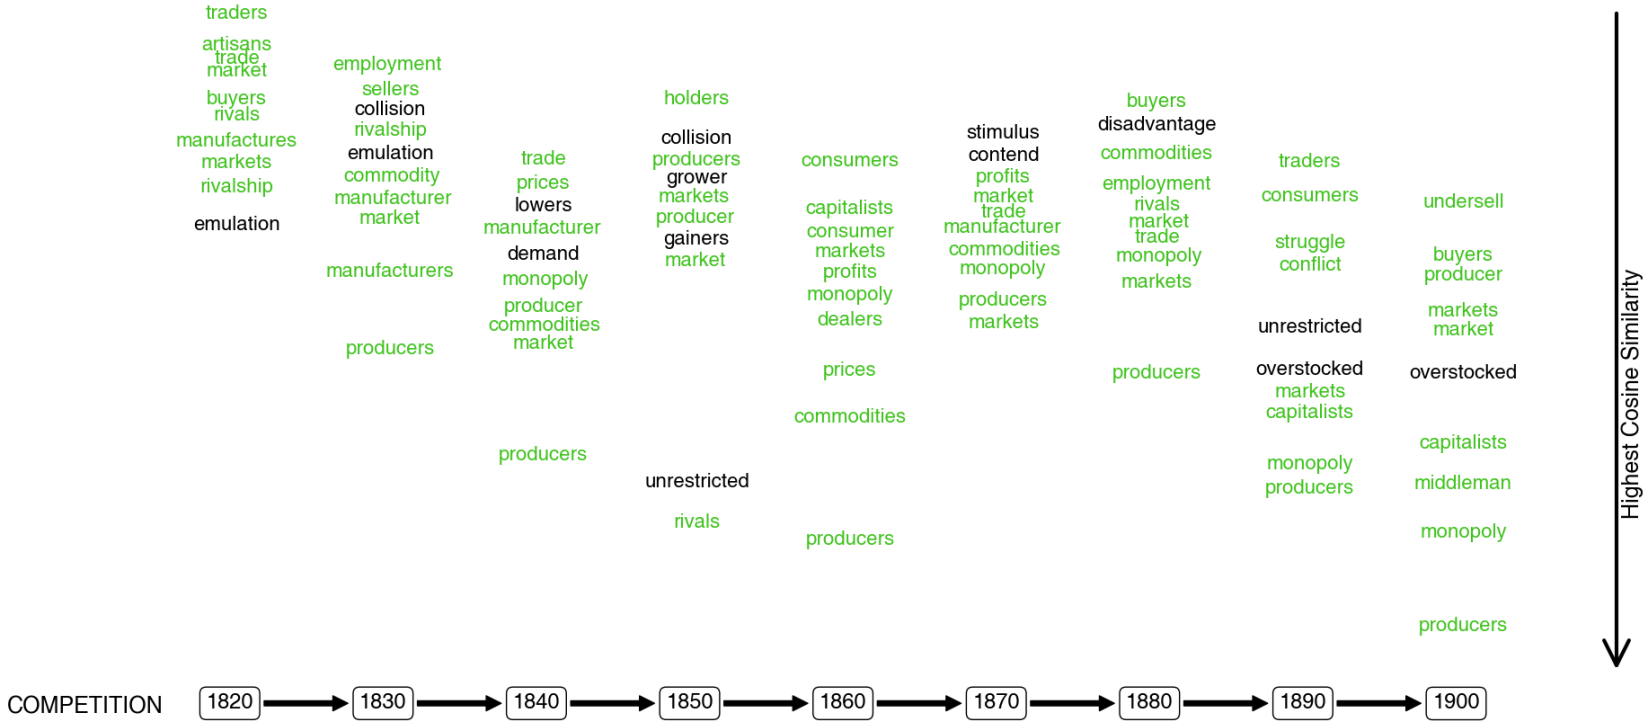 traders
artisans
trade
market
buyers
rivals
manufactures
markets
rivalship
emulation
employment
sellers
collision
rivalship
emulation
commodity
manufacturer
market
manufacturers
producers
trade
prices
lowers
manufacturer
demand
monopoly
producer
commodities
market
producers
holders
collision
producers
grower
markets
producer
gainers
market
unrestricted
rivals
consumers
capitalists
consumer
markets
profits
monopoly
dealers
prices
commodities
producers
stimulus
contend
profits
market
trade
manufacturer
commodities
monopoly
producers
markets
buyers
disadvantage
commodities
employment
rivals
market
trade
monopoly
markets
producers
traders
consumers
struggle
conflict
unrestricted
overstocked
markets
capitalists
monopoly
producers
undersell
buyers
producer
markets
market
overstocked
capitalists
middleman
monopoly
producers
Highest Cosine Similarity
COMPETITION 1820 1830 1840 1850 1860 1870 1880 1890 1900